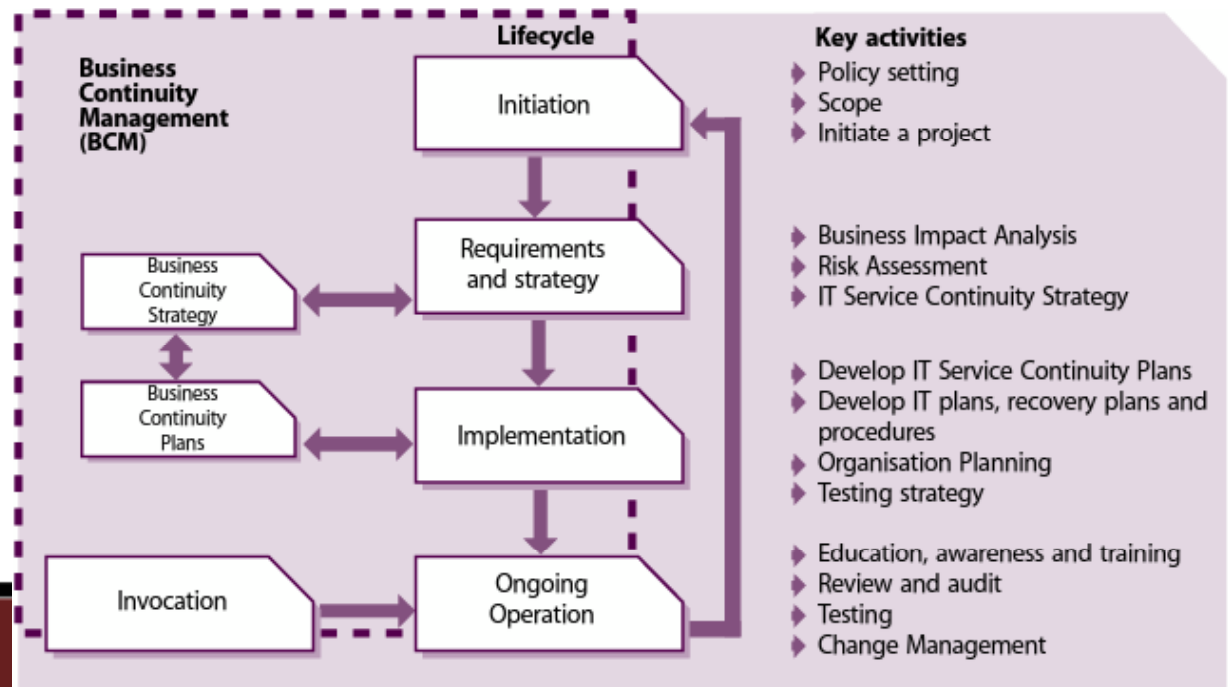 Lifecycle
Key activities
Business
Continuity
Management
(BCM)
Initiation
Policy setting
Scope
Initiate a project
Requirements
and strategy
Business
Continuity
Strategy
Business Impact Analysis
Risk Assessment
IT Service Continuity Strategy
Business
Continuity
Plans
Implementation
Develop IT Service Continuity Plans
Develop IT plans, recovery plans and
procedures
Organisation Planning
Testing strategy
Invocation
Ongoing
Operation
Education, awareness and training
Review and audit
Testing
Change Management